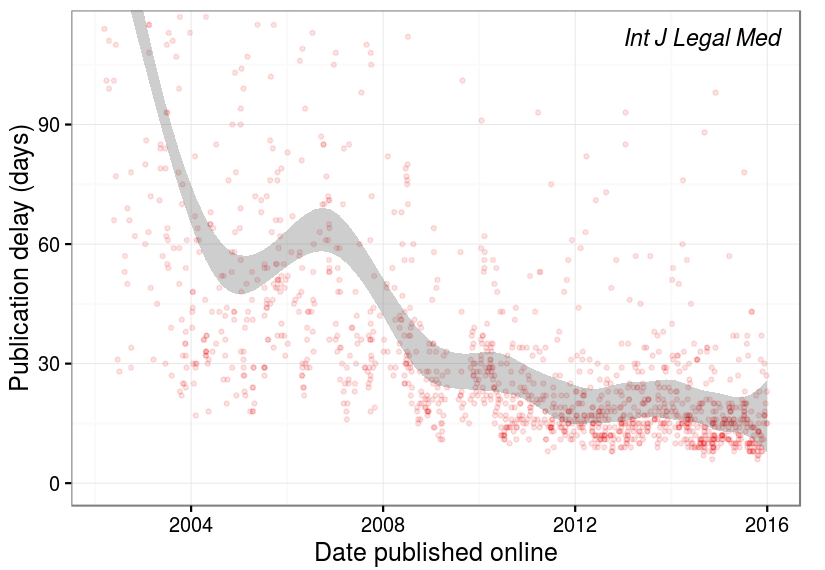 Int J Legal Med
Publication delay (days)
90
60
30
0
2004 2008 2012 2016
Date published online